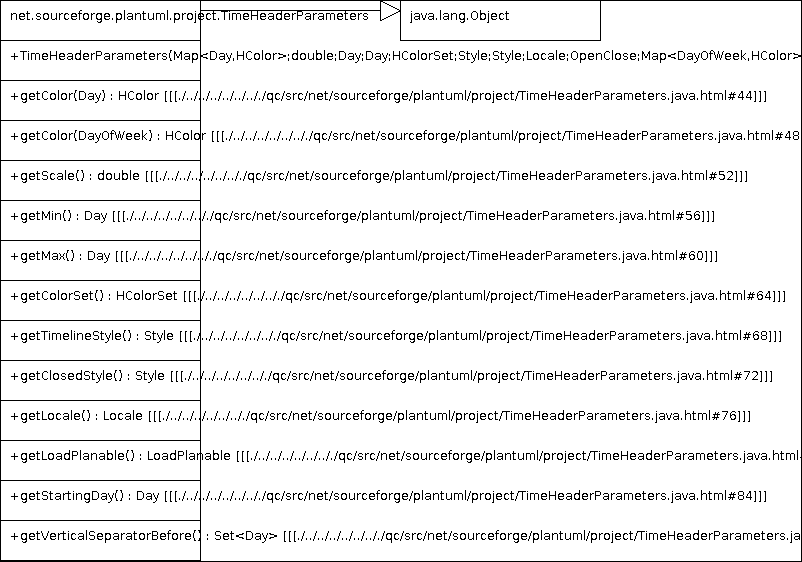 net.sourceforge.plantuml.project.TimeHeaderParameters
java.lang.Object
+TimeHeaderParameters(Map<Day,HColor>;double;Day;Day;HColorSet;Style;Style;Locale;OpenClose;Map<DayOfWeek,HColor>
+getColor(Day) : HColor [[[./../../../../../../qc/src/net/sourceforge/plantuml/project/TimeHeaderParameters.java.html#44]]]
+getColor(DayOfWeek) : HColor [[[./../../../../../../qc/src/net/sourceforge/plantuml/project/TimeHeaderParameters.java.html#48
+getScale() : double [[[./../../../../../../qc/src/net/sourceforge/plantuml/project/TimeHeaderParameters.java.html#52]]]
+getMin() : Day [[[./../../../../../../qc/src/net/sourceforge/plantuml/project/TimeHeaderParameters.java.html#56]]]
+getMax() : Day [[[./../../../../../../qc/src/net/sourceforge/plantuml/project/TimeHeaderParameters.java.html#60]]]
+getColorSet() : HColorSet [[[./../../../../../../qc/src/net/sourceforge/plantuml/project/TimeHeaderParameters.java.html#64]]]
+getTimelineStyle() : Style [[[./../../../../../../qc/src/net/sourceforge/plantuml/project/TimeHeaderParameters.java.html#68]]]
+getClosedStyle() : Style [[[./../../../../../../qc/src/net/sourceforge/plantuml/project/TimeHeaderParameters.java.html#72]]]
+getLocale() : Locale [[[./../../../../../../qc/src/net/sourceforge/plantuml/project/TimeHeaderParameters.java.html#76]]]
+getLoadPlanable() : LoadPlanable [[[./../../../../../../qc/src/net/sourceforge/plantuml/project/TimeHeaderParameters.java.html
+getStartingDay() : Day [[[./../../../../../../qc/src/net/sourceforge/plantuml/project/TimeHeaderParameters.java.html#84]]]
+getVerticalSeparatorBefore() : Set<Day> [[[./../../../../../../qc/src/net/sourceforge/plantuml/project/TimeHeaderParameters.ja